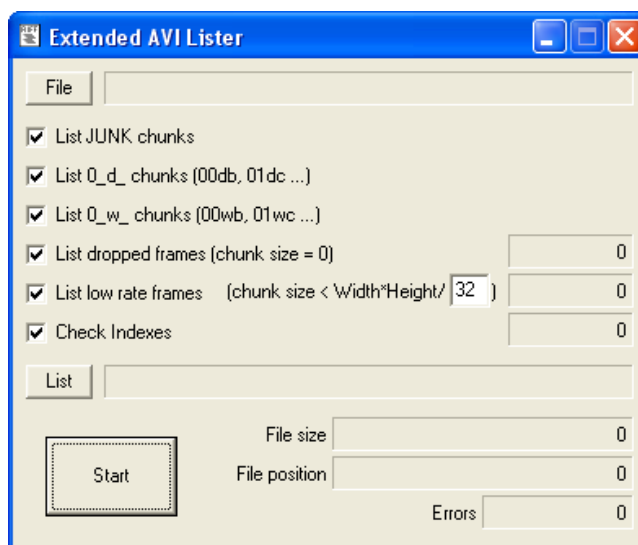 Extended AVI Lister
File
List JUNK chunks
List 0_d_ chunks (00db, 01dc ...)
List 0_w_ chunks (00wb, 01wc ...)
List dropped frames (chunk size = 0) 0
List low rate frames (chunk size < Width*Height/ 32 ) 0
Check Indexes 0
List
File size 0
Start File position 0
Errors 0